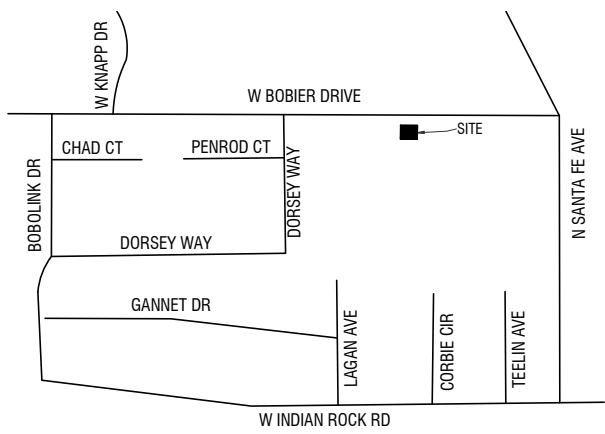 W KNAPP DR
W BOBIER DRIVE
SITE
CHAD CT
PENROD CT
BOBOLINK DR
DORSEY WAY
N SANTA FE AVE
DORSEY WAY
GANNET DR
LAGAN AVE
CORBIE CIR
TEELIN AVE
W INDIAN ROCK RD